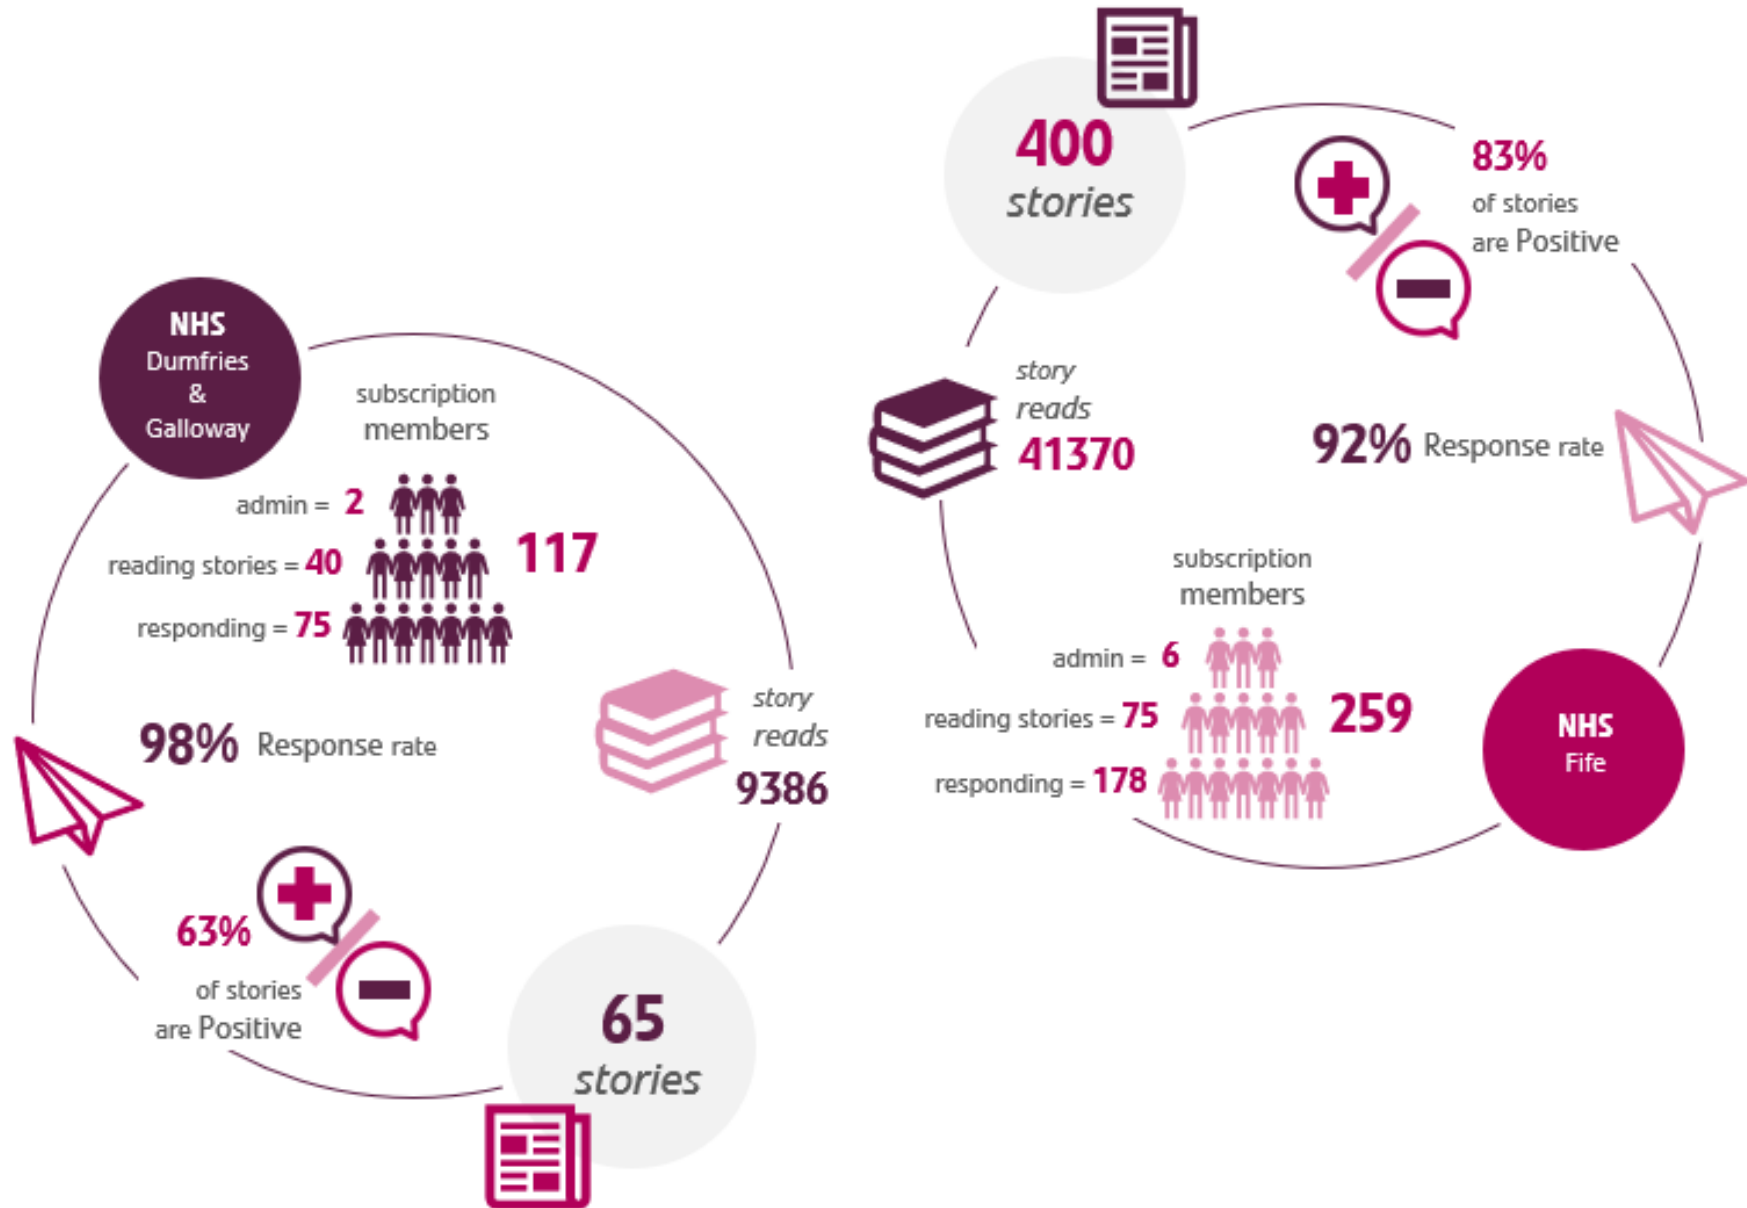 NHS
Dumfries
&
Galloway
subscription
members
admin = 2
reading stories = 40
responding = 75
117
98% Response rate
story
reads
9386
63%
of stories
are Positive
65
stories
400
stories
83%
of stories
are Positive
story
reads
41370
92% Response rate
subscription
members
admin = 6
reading stories = 75
responding = 178
259
NHS
Fife